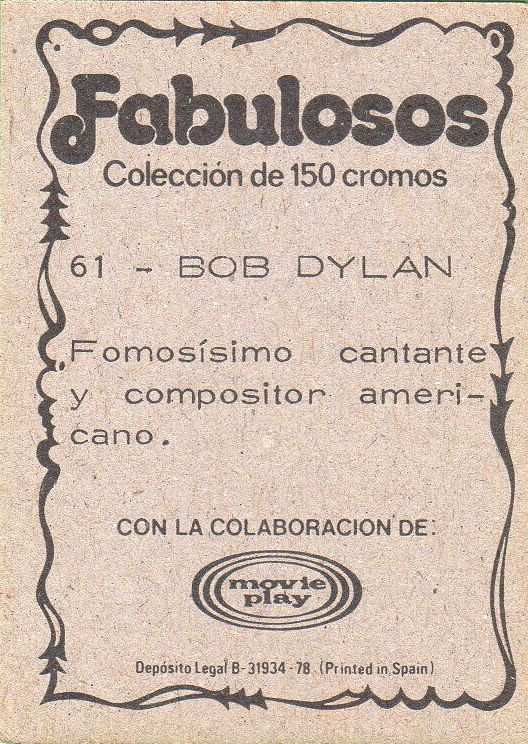 Fabulosos
Colección de 150 cromos
61 - BOB DYLAN
Fomosísimo cantante
y compositor ameri-
cano.
CON LA COLABORACION DE:
movie
play
Depósito Legal B-31934-78 (Printed in Spain)